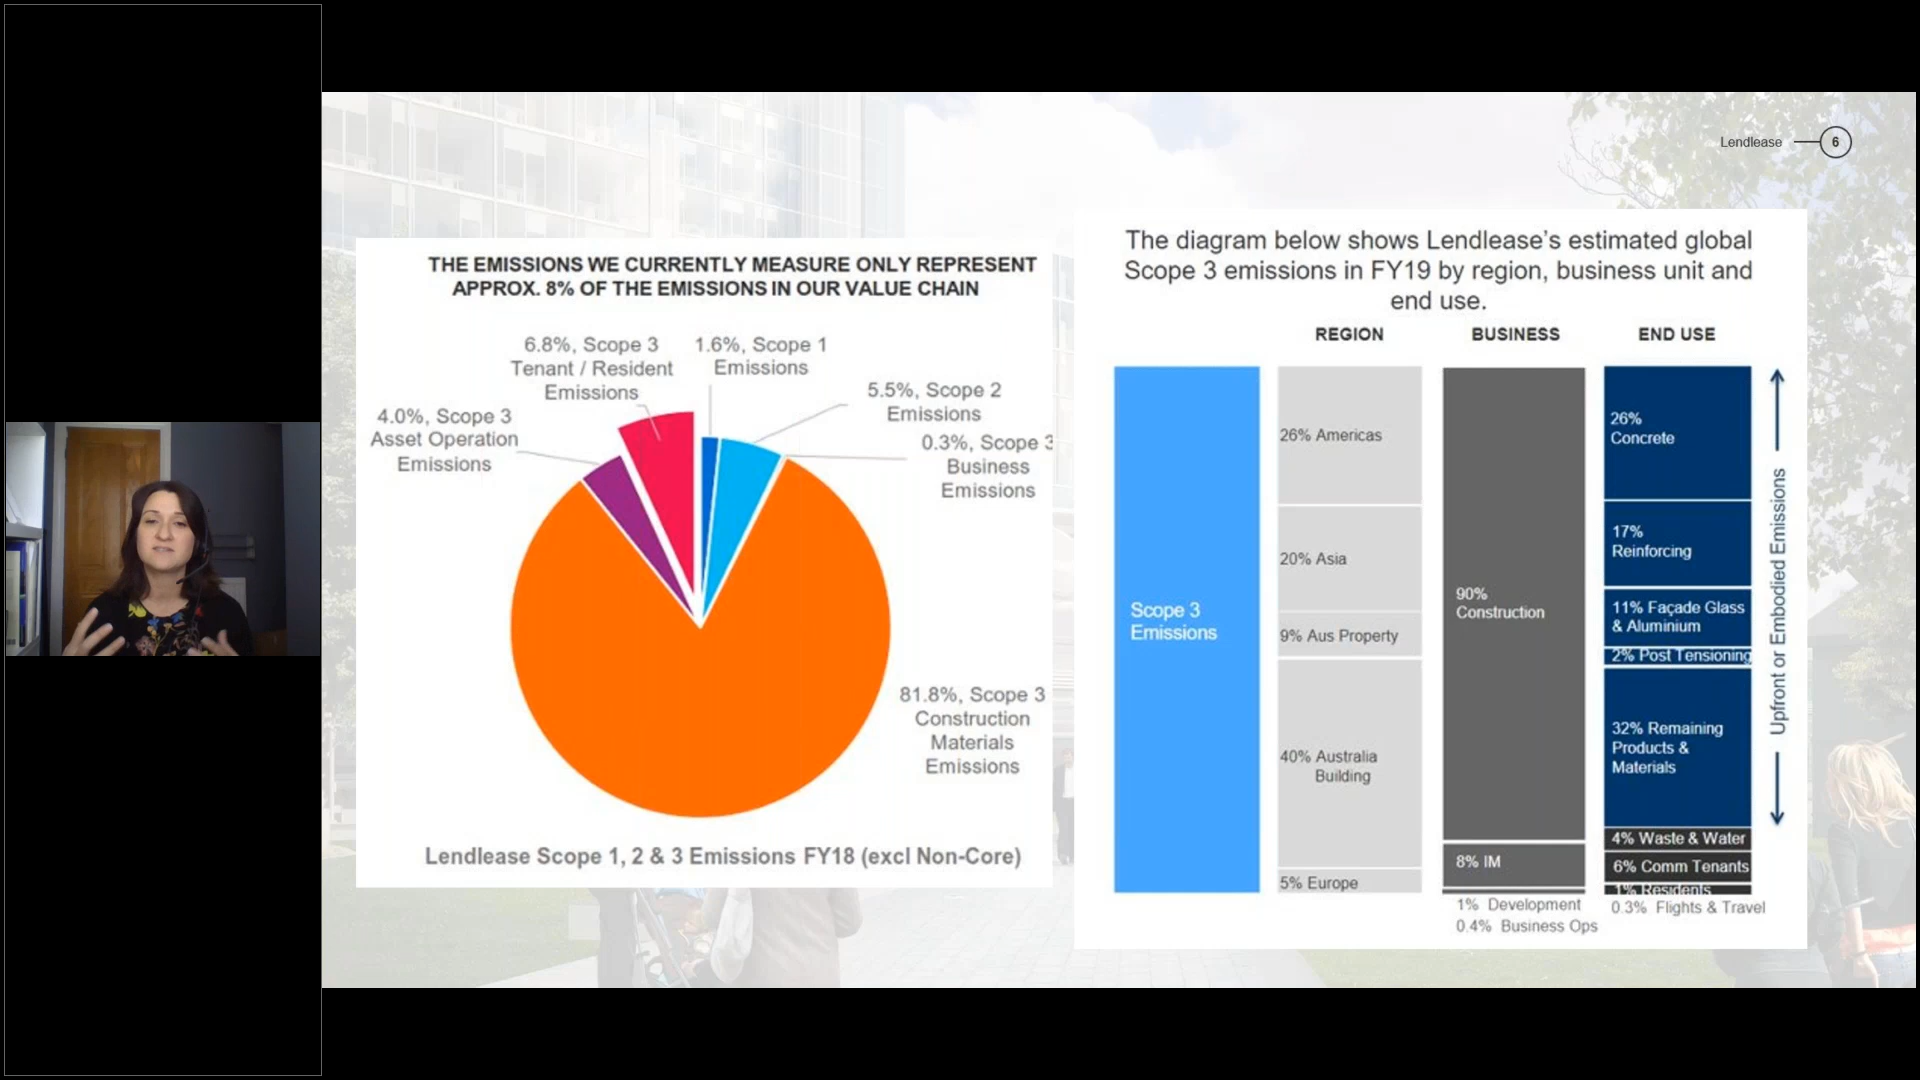 Lendlease
6
THE EMISSIONS WE CURRENTLY MEASURE ONLY REPRESENT
APPROX. 8% OF THE EMISSIONS IN OUR VALUE CHAIN
6.8%, Scope 3
Tenant / Resident
Emissions
1.6%, Scope 1
Emissions
4.0%, Scope 3
Asset Operation
Emissions
5.5%, Scope 2
Emissions
0.3%, Scope 3
Business
Emissions
81.8%, Scope 3
Construction
Materials
Emissions
Lendlease Scope 1, 2 & 3 Emissions FY18 (excl Non-Core)
The diagram below shows Lendlease’s estimated global
Scope 3 emissions in FY19 by region, business unit and
end use.
REGION
BUSINESS
END USE
Scope 3
Emissions
26% Americas
20% Asia
9% Aus Property
40% Australia
Building
5% Europe
90%
Construction
8% IM
1% Development
0.4% Business Ops
26%
Concrete
17%
Reinforcing
11% Façade Glass
& Aluminium
2% Post Tensioning
32% Remaining
Products &
Materials
4% Waste & Water
6% Comm Tenants
1% Residents
0.3% Flights & Travel
Upfront or Embodied Emissions